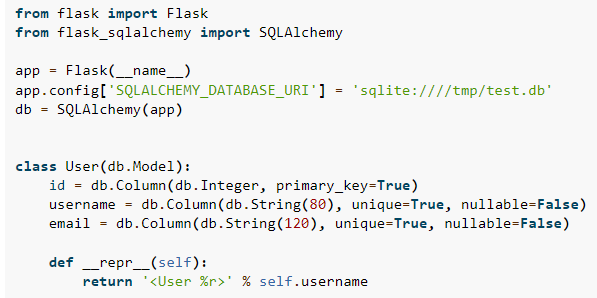 from flask import Flask
from flask_sqlalchemy import SQLAlchemy

app = Flask(__name__)
app.config['SQLALCHEMY_DATABASE_URI'] = 'sqlite:////tmp/test.db'
db = SQLAlchemy(app)


class User(db.Model):
    id = db.Column(db.Integer, primary_key=True)
    username = db.Column(db.String(80), unique=True, nullable=False)
    email = db.Column(db.String(120), unique=True, nullable=False)

    def __repr__(self):
        return '<User %r>' % self.username